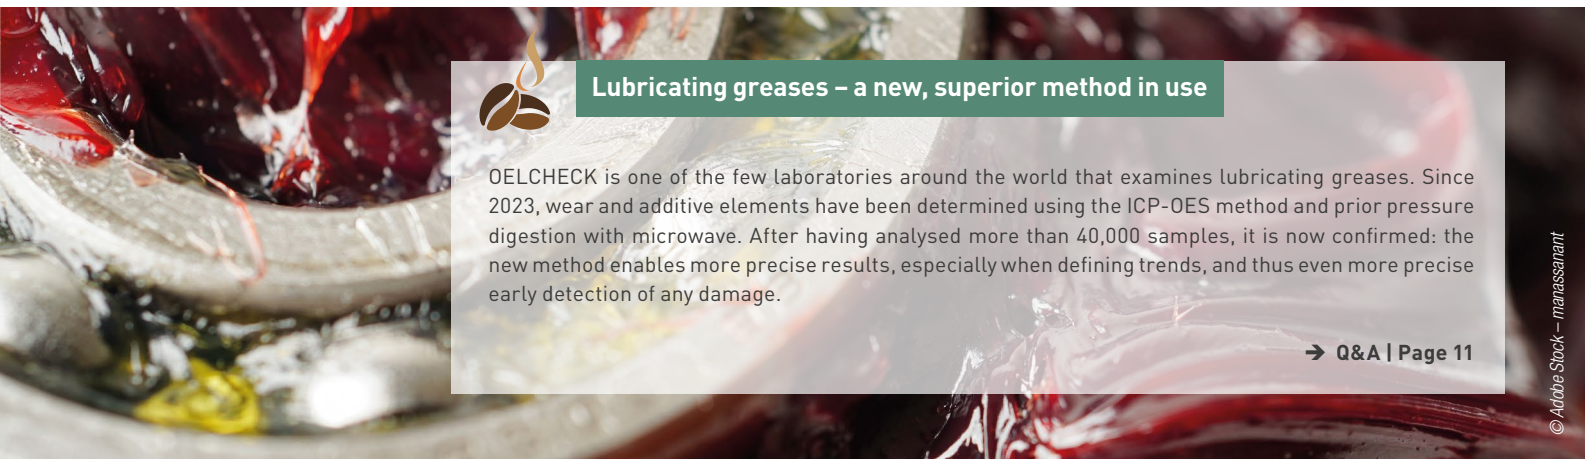 Lubricating greases – a new, superior method in use
OELCHECK is one of the few laboratories around the world that examines lubricating greases. Since
2023, wear and additive elements have been determined using the ICP-OES method and prior pressure
digestion with microwave. After having analysed more than 40,000 samples, it is now confirmed: the
new method enables more precise results, especially when defining trends, and thus even more precise
early detection of any damage.
➔ Q&A | Page 11
© Adobe Stock – manassanant